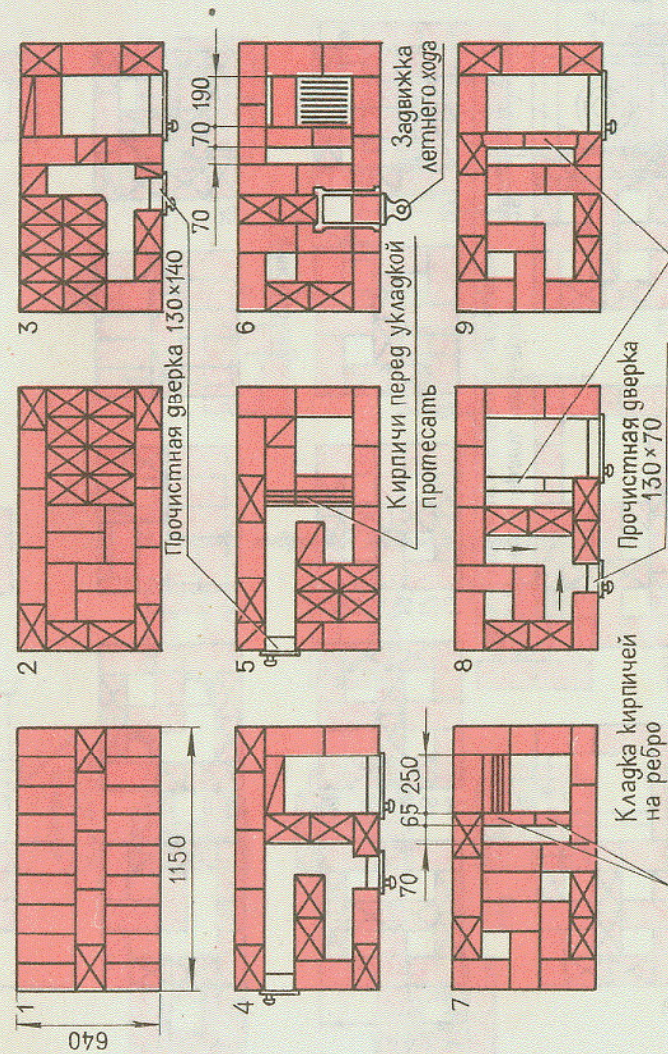 1
640
1150
2
3
Прочистная дверка 130×140
4
70
65
250
5
Кирпичи перед укладкой
протесать
6
70
70
190
Задвижка
летнего хода
7
Кладка кирпичей
на ребро
8
Прочистная дверка
130×70
9